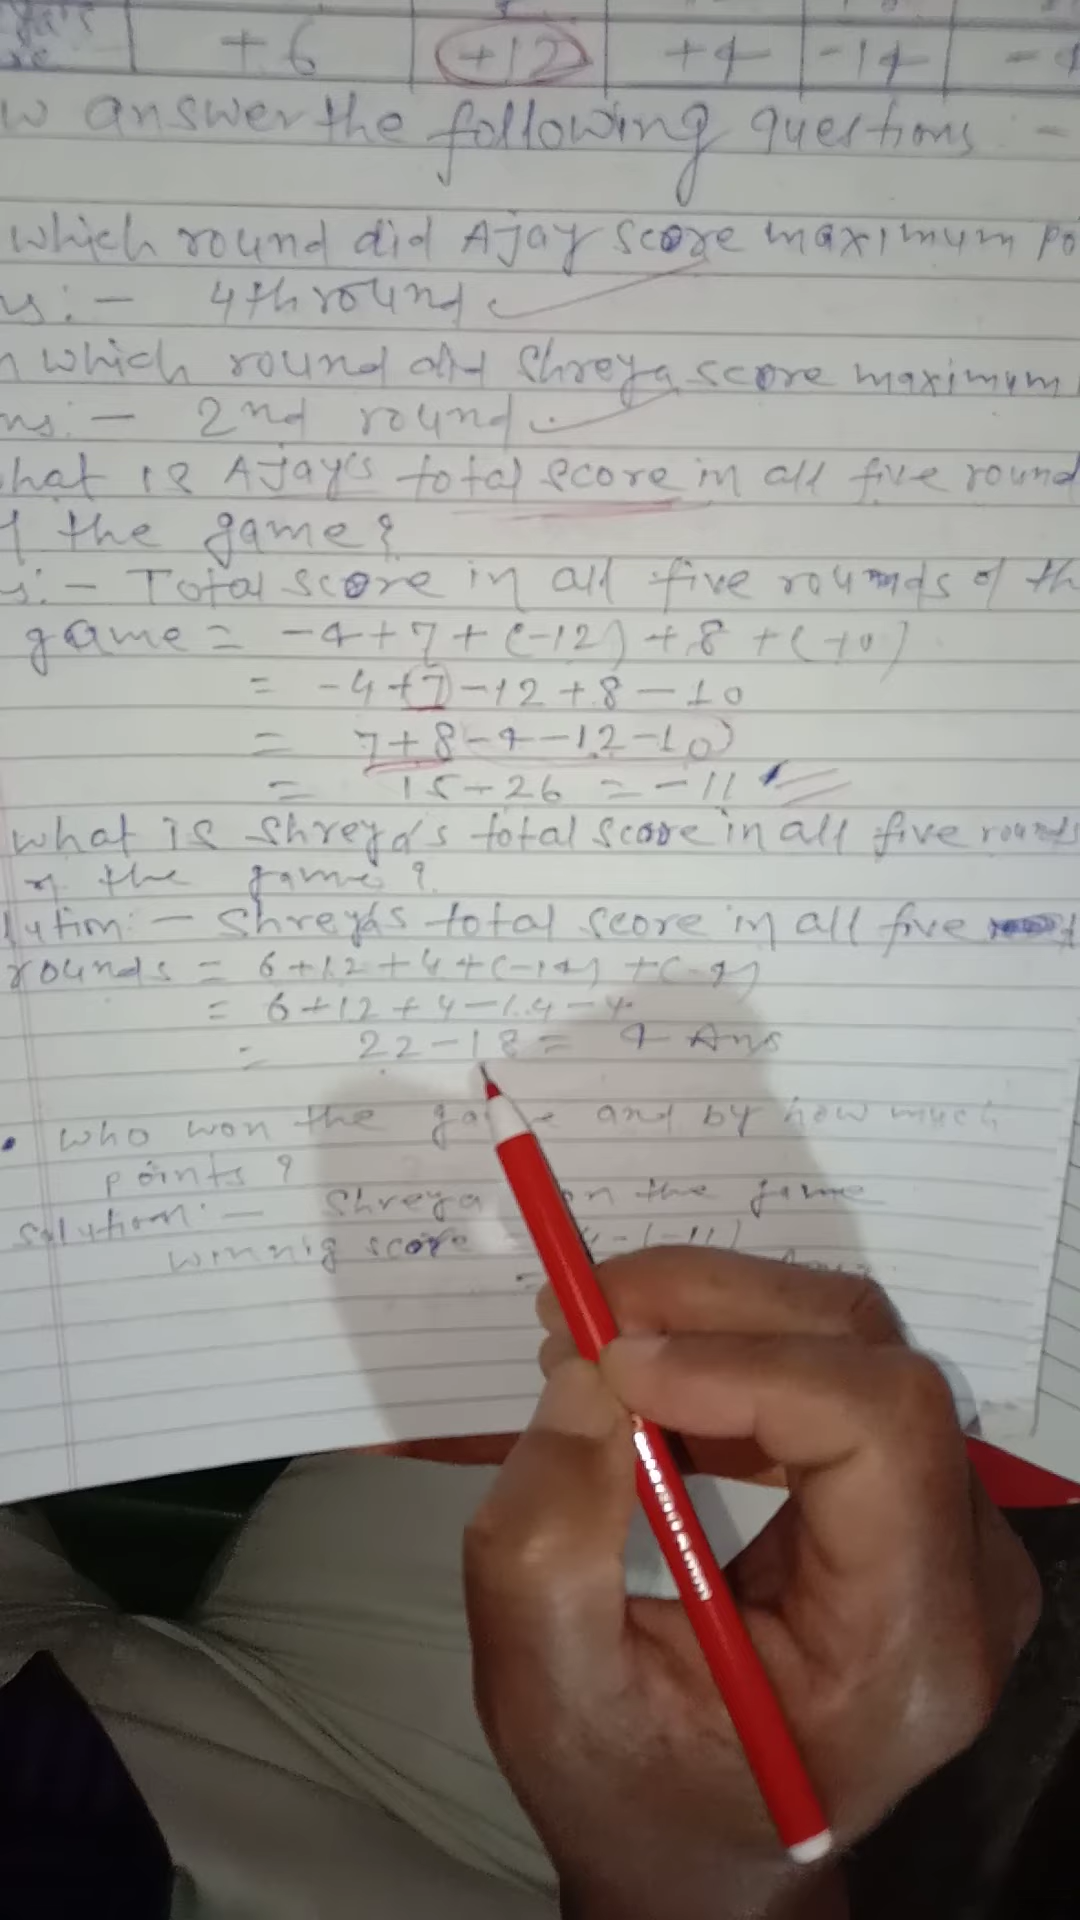 +6 +12 +4 -14
answer the following questions -
which round did Ajay score maximum
:- 4th round
which round did Shreya score maximum
:- 2nd round.
is Ajay's total score in all five round
the game?
:- Total score in all five rounds of
game = -4+7+(-12)+8+(-10)
= -4+7-12+8-10
= 7+8-4-12-10
= 15-26 = -11
what is Shreya's total score in all five rounds
of the game?
:- Shreya's total score in all five
rounds = 6+12+4+(-14)+(-4)
= 6+12+4-14-4
= 22-18 = 4 Ans
• who won the and by how much
points?
Solution:- Shreya the game
winnig score